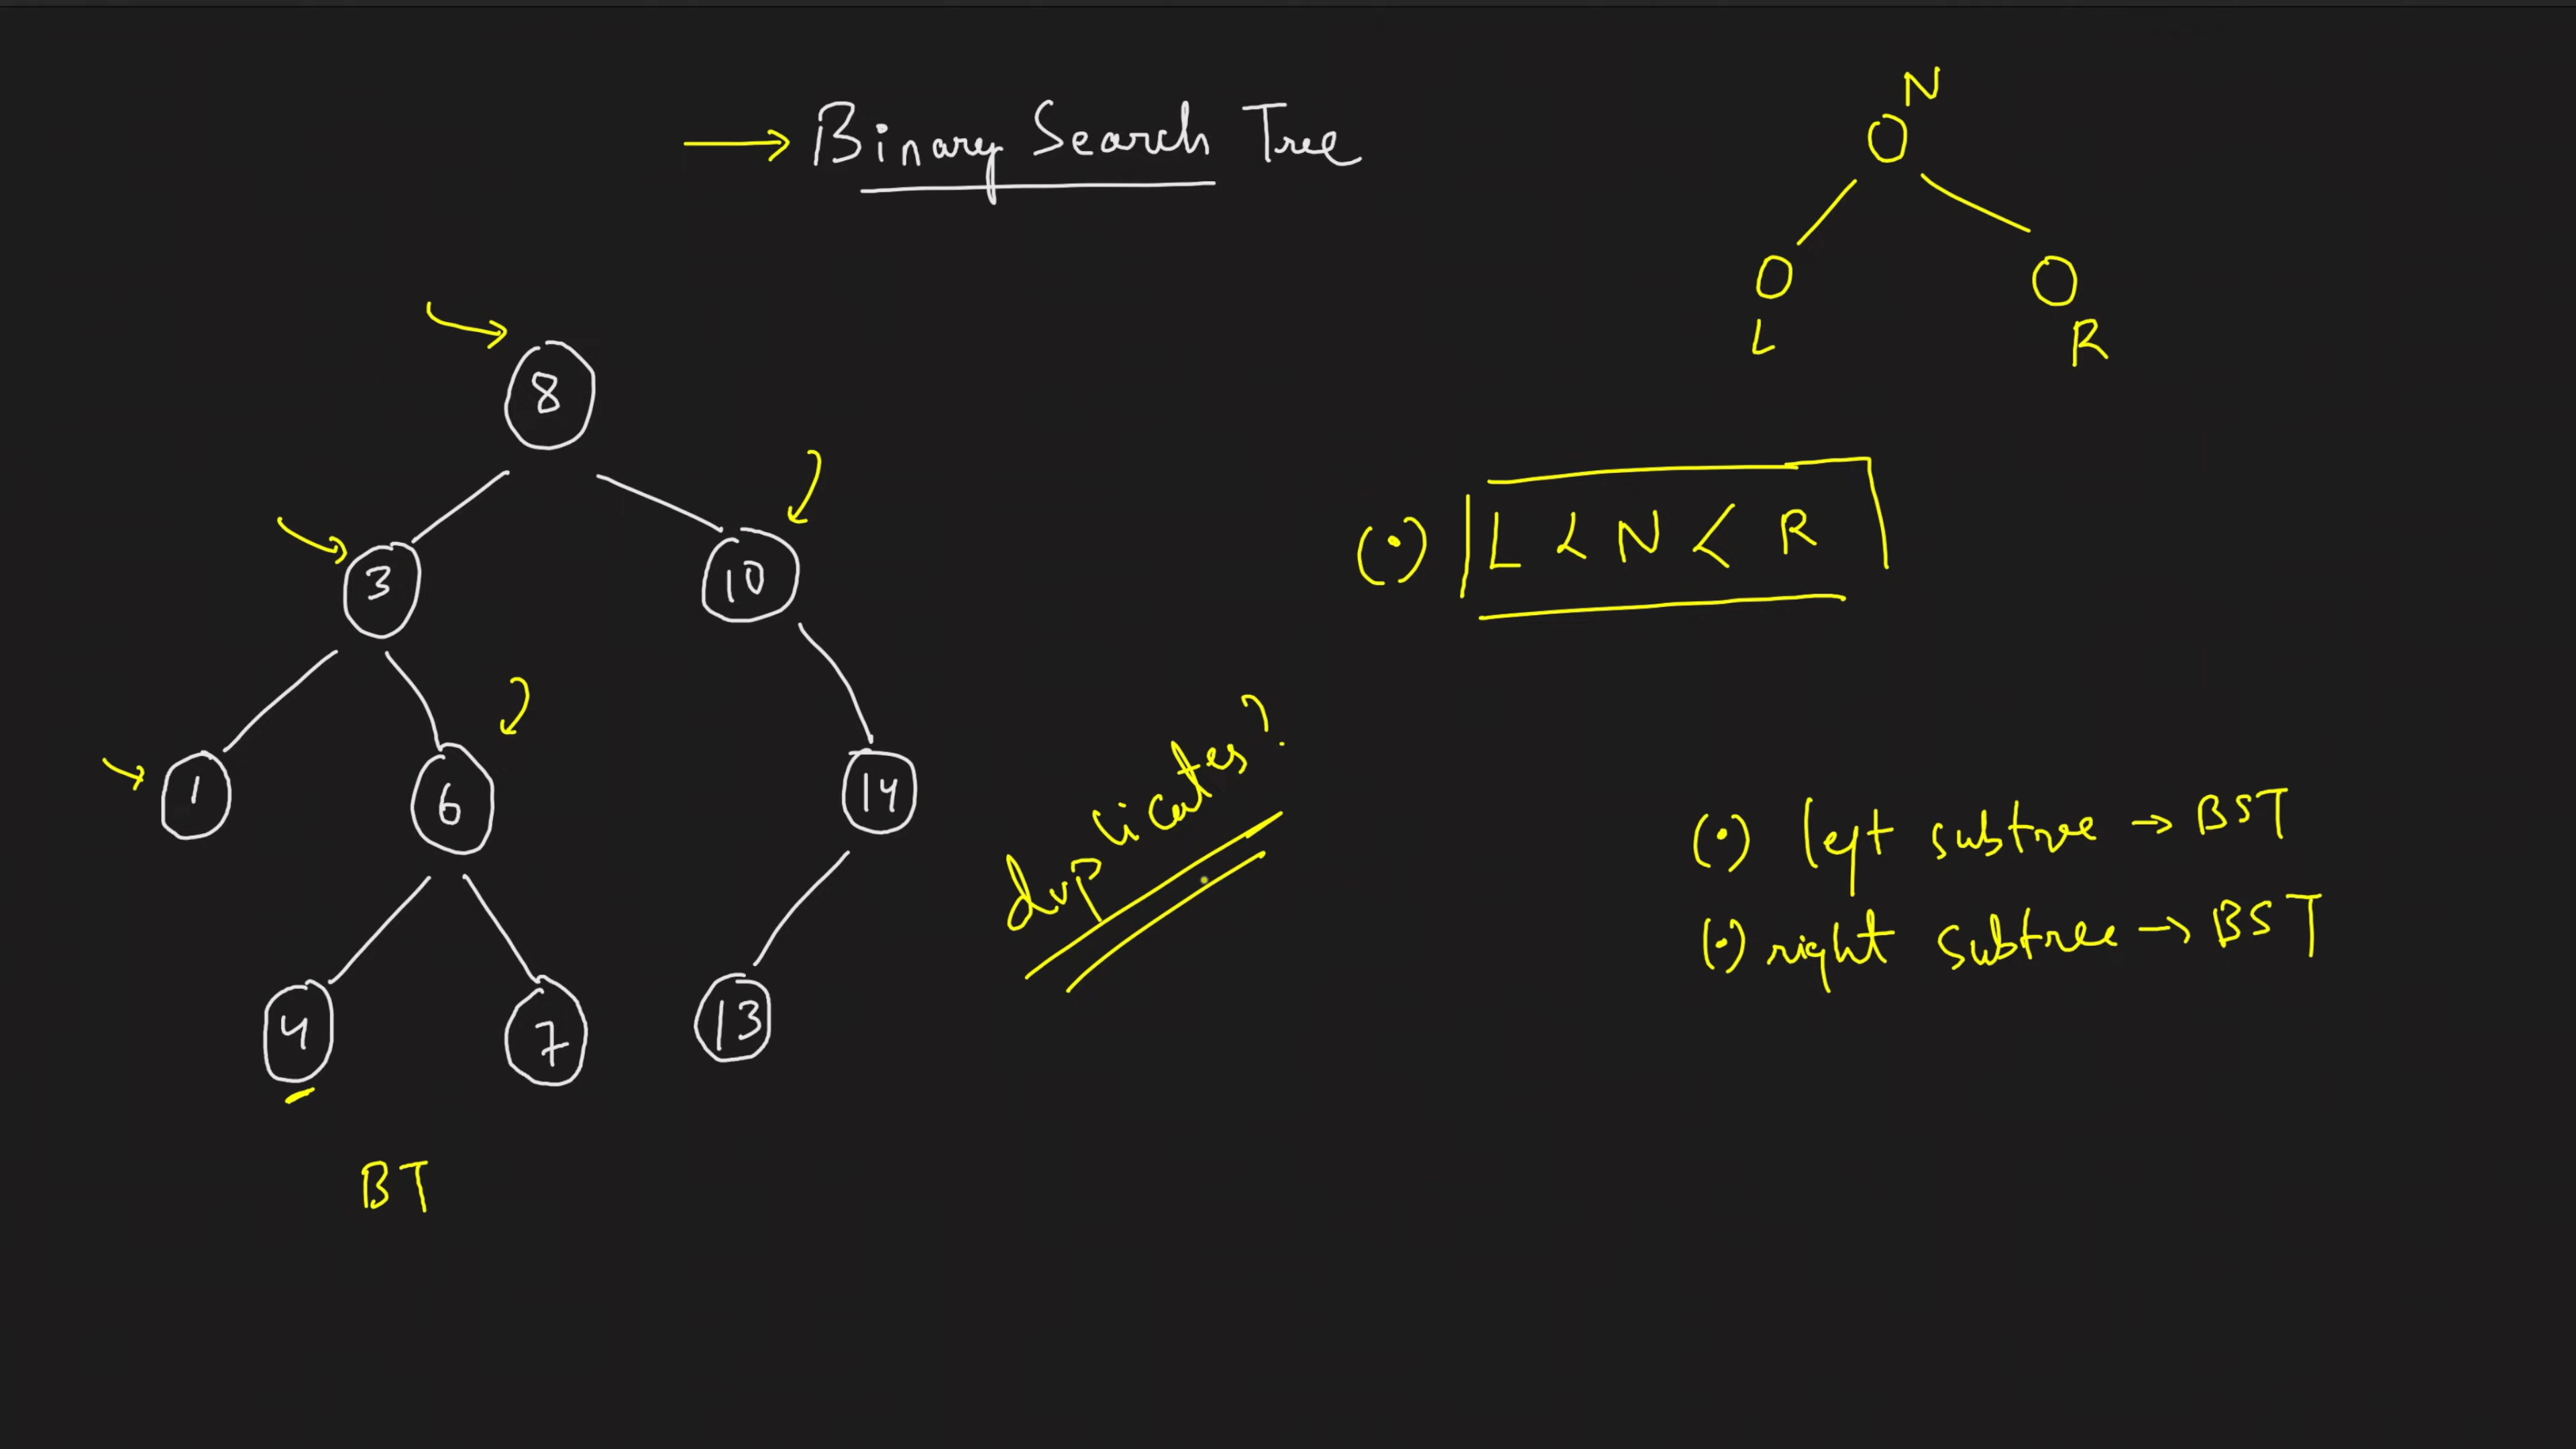 → Binary Search Tree
N
L
R
8
3
10
L < N < R
1
6
14
duplicates?
(•) left subtree → BST
(•) right subtree → BST
4
7
13
BT